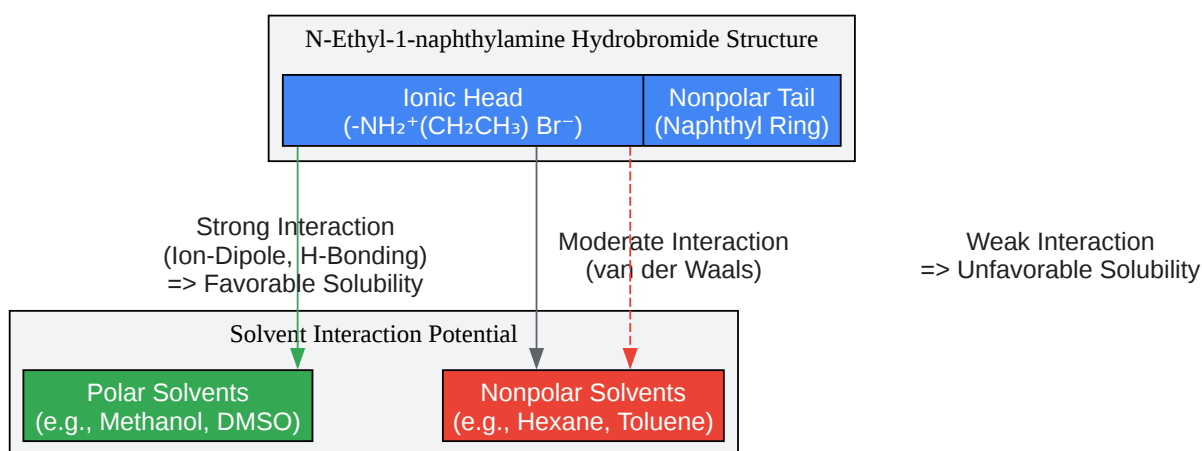 N-Ethyl-1-naphthylamine Hydrobromide Structure
Ionic Head
(-NH₂⁺(CH₂CH₃) Br⁻)
Nonpolar Tail
(Naphthyl Ring)
Strong Interaction
(Ion-Dipole, H-Bonding)
=> Favorable Solubility
Moderate Interaction
(van der Waals)
Weak Interaction
=> Unfavorable Solubility
Solvent Interaction Potential
Polar Solvents
(e.g., Methanol, DMSO)
Nonpolar Solvents
(e.g., Hexane, Toluene)